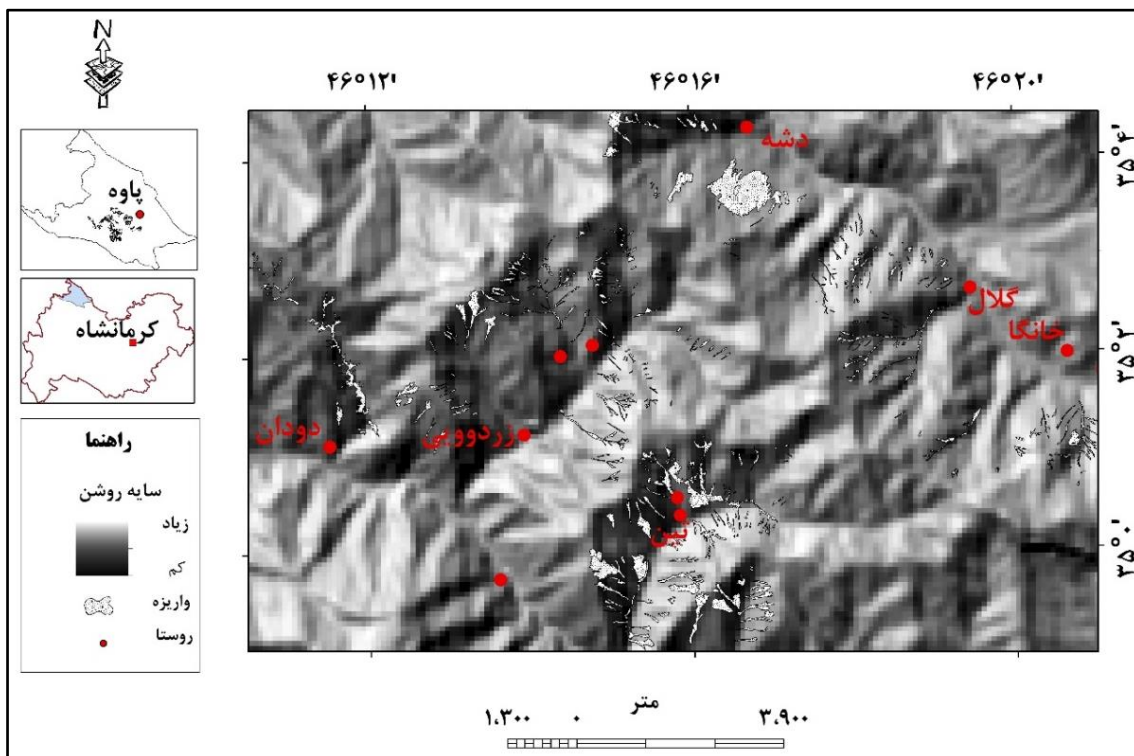 N
۴۶°۱۲' ۴۶°۱۶' ۴۶°۲۰'
۳۵°۴'
۳۵°۲'
۳۵°۰'
پاوه
کرمانشاه
دشه
گلال
خانگا
دودان
زردوویی
نین
راهنما
سایه روشن
زیاد
کم
واریزه
روستا
متر
۱،۳۰۰ ۰ ۳،۹۰۰